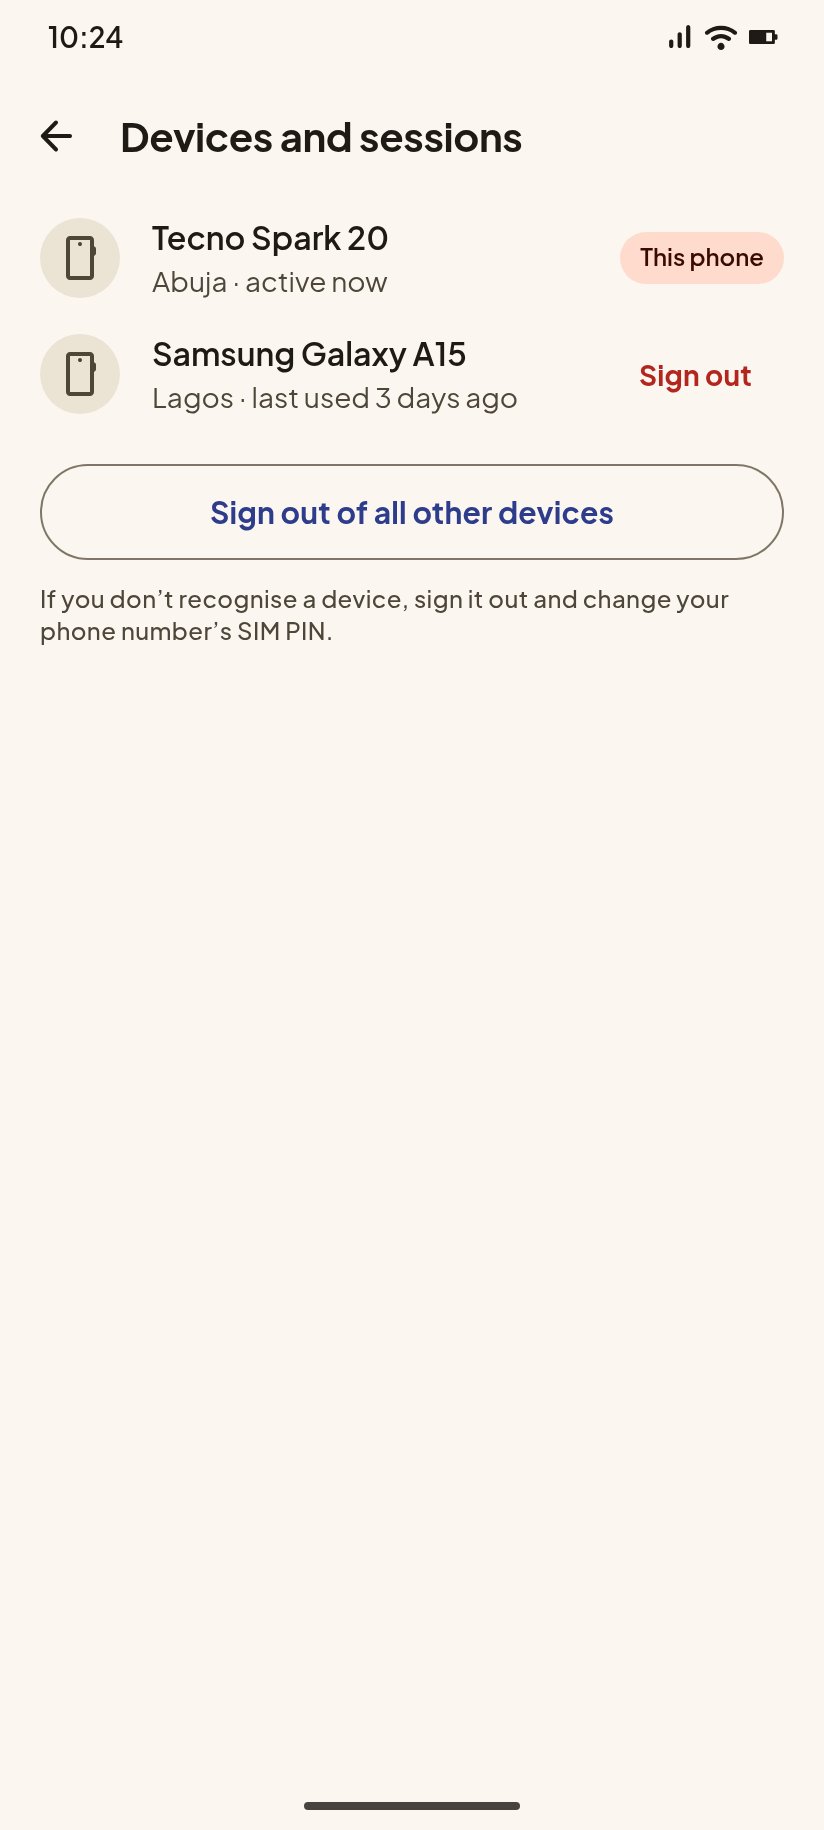 10:24
Devices and sessions
Tecno Spark 20
Abuja · active now
This phone
Samsung Galaxy A15
Lagos · last used 3 days ago
Sign out
Sign out of all other devices
If you don’t recognise a device, sign it out and change your
phone number’s SIM PIN.